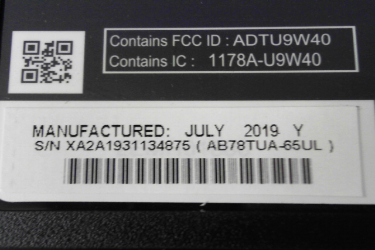 Contains FCC ID : ADTU9W40
Contains IC : 1178A-U9W40
MANUFACTURED: JULY 2019 Y
S/N XA2A1931134875 ( AB78TUA-65UL )